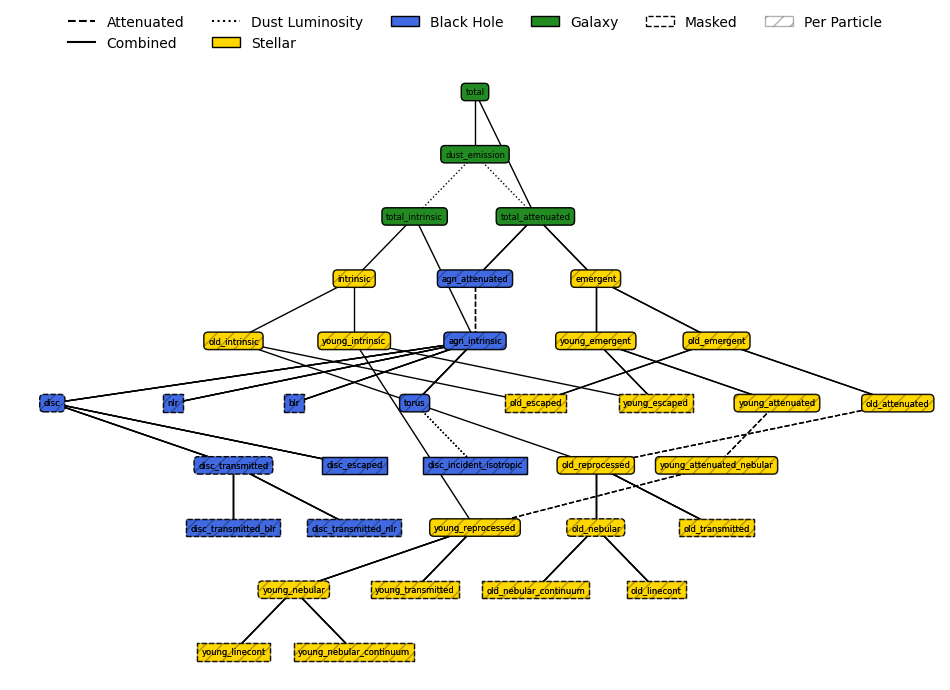 Attenuated Dust Luminosity Black Hole Galaxy Masked Per Particle
Combined Stellar
total
dust_emission
total_intrinsic total_attenuated
intrinsic agn_attenuated emergent
old_intrinsic young_intrinsic agn_intrinsic young_emergent old_emergent
disc nlr blr torus old_escaped young_escaped young_attenuated old_attenuated
disc_transmitted disc_escaped disc_incident_isotropic old_reprocessed young_attenuated_nebular
disc_transmitted_blr disc_transmitted_nlr young_reprocessed old_nebular old_transmitted
young_nebular young_transmitted old_nebular_continuum old_linecont
young_linecont young_nebular_continuum